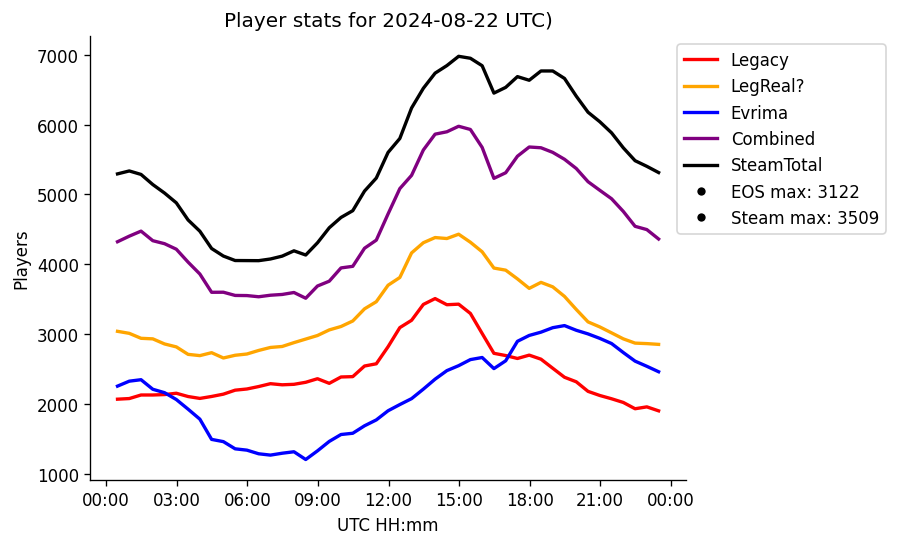 Player stats for 2024-08-22 UTC)
7000
6000
5000
4000
3000
2000
1000
Players
00:00 03:00 06:00 09:00 12:00 15:00 18:00 21:00 00:00
UTC HH:mm
Legacy
LegReal?
Evrima
Combined
SteamTotal
EOS max: 3122
Steam max: 3509